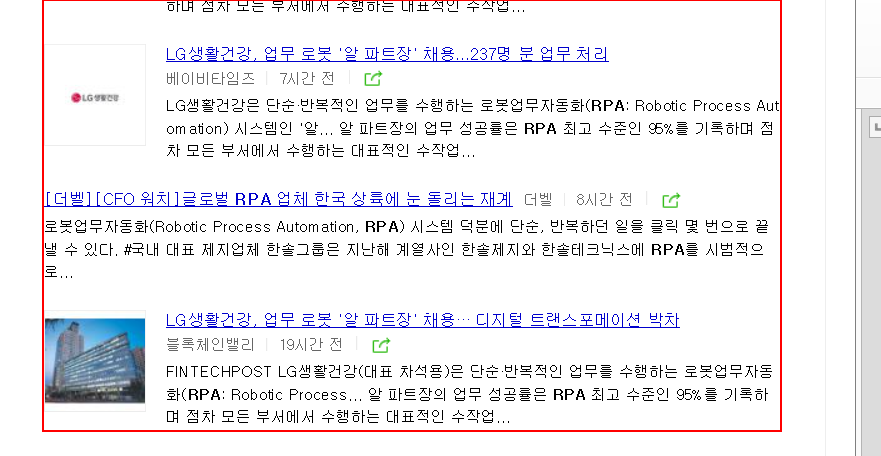 하며 점차 모든 부서에서 수행하는 대표적인 수작업...
LG생활건강, 업무 로봇 '알 파트장' 채용...237명 분 업무 처리
베이비타임즈 | 7시간 전 |
LG생활건강
LG생활건강은 단순·반복적인 업무를 수행하는 로봇업무자동화(RPA: Robotic Process Aut
omation) 시스템인 '알... 알 파트장의 업무 성공률은 RPA 최고 수준인 95%를 기록하며 점
차 모든 부서에서 수행하는 대표적인 수작업...
[더벨][CFO 워치]글로벌 RPA 업체 한국 상륙에 눈 돌리는 재계 더벨 | 8시간 전 |
로봇업무자동화(Robotic Process Automation, RPA) 시스템 덕분에 단순, 반복하던 일을 클릭 몇 번으로 끝
낼 수 있다. #국내 대표 제지업체 한솔그룹은 지난해 계열사인 한솔제지와 한솔테크닉스에 RPA를 시범적으
로...
LG생활건강, 업무 로봇 '알 파트장' 채용… 디지털 트랜스포메이션 박차
블록체인밸리 | 19시간 전 |
FINTECHPOST LG생활건강(대표 차석용)은 단순·반복적인 업무를 수행하는 로봇업무자동
화(RPA: Robotic Process... 알 파트장의 업무 성공률은 RPA 최고 수준인 95%를 기록하
며 점차 모든 부서에서 수행하는 대표적인 수작업...